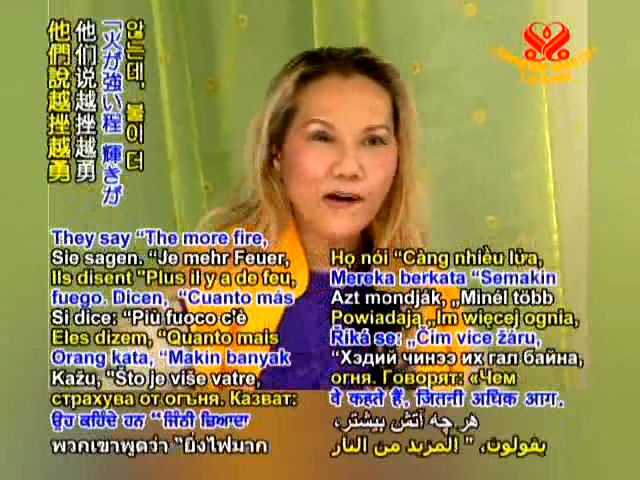 않는데, 불이 더
「火が強い程 輝きが
他们说越挫越勇
他們說越挫越勇
They say “The more fire,
Sie sagen. “Je mehr Feuer,
Ils disent "Plus il y a de feu,
fuego. Dicen, “Cuanto más
Si dice: “Più fuoco c'è
Eles dizem, “Quanto mais
Orang kata, “Makin banyak
Kažu, "Što je više vatre,
страхува от огъня. Казват:
ਉਹ ਕਹਿੰਦੇ ਹਨ “ਜਿੰਨੀ ਜ਼ਿਆਦਾ
พวกเขาพูดว่า “ยิ่งไฟมาก
Họ nói “Càng nhiều lửa,
Mereka berkata “Semakin
Azt mondják, „Minél több
Powiadają „Im więcej ognia,
Říká se: „Čím více žáru,
“Хэдий чинээ их гал байна,
огня. Говорят: «Чем
वे कहते हैं, जितनी अधिक आग.
هر چه آتش بیشتر،
يقولون، " المزيد من النار